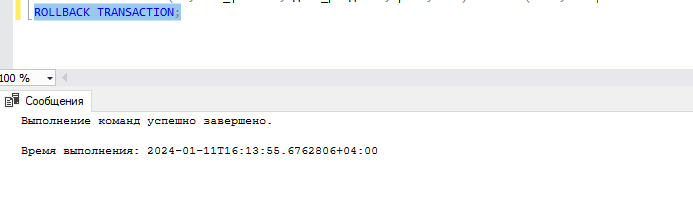 ROLLBACK TRANSACTION;
100 %
Сообщения
Выполнение команд успешно завершено.
Время выполнения: 2024-01-11T16:13:55.6762806+04:00